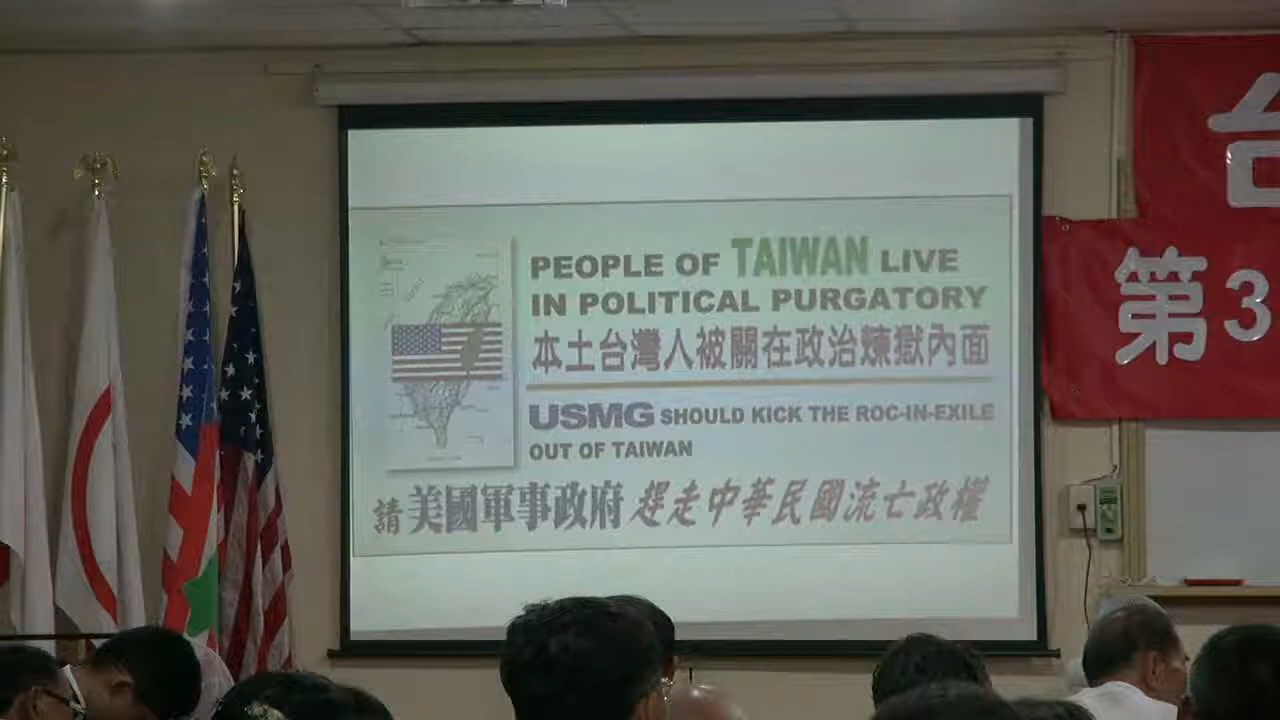 PEOPLE OF TAIWAN LIVE
IN POLITICAL PURGATORY
本土台灣人被關在政治煉獄內面
USMG SHOULD KICK THE ROC-IN-EXILE
OUT OF TAIWAN
請美國軍事政府趕走中華民國流亡政權
台
第3